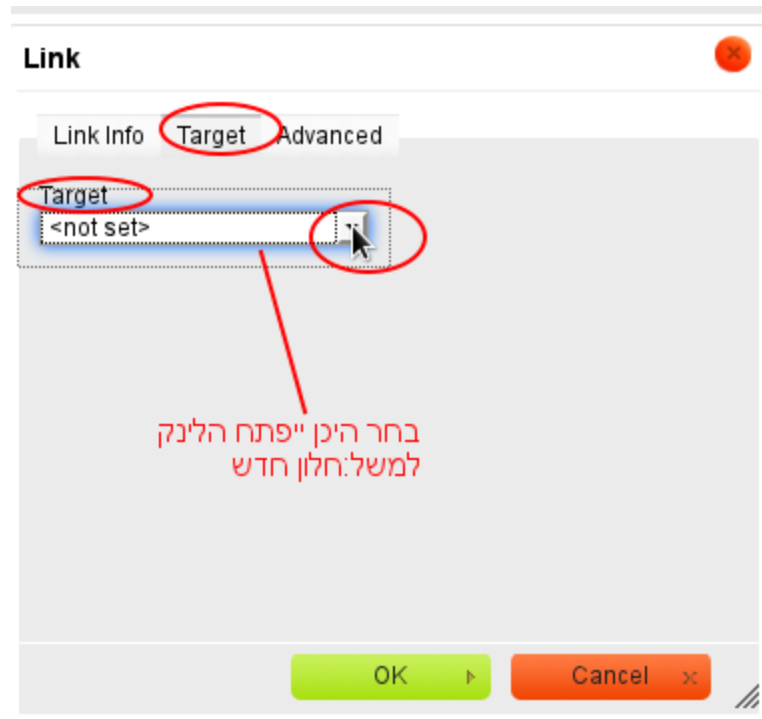 Link
Link Info Target Advanced
Target
<not set>
בחר היכן ייפתח הלינק
למשל:חלון חדש
OK Cancel